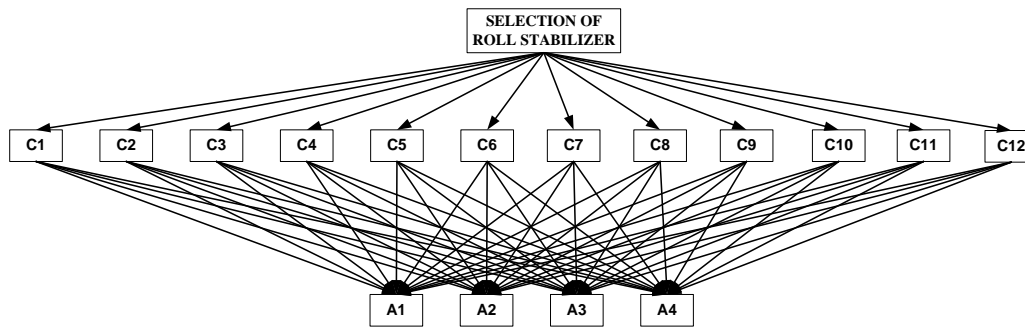 SELECTION OF
ROLL STABILIZER
C1 C2 C3 C4 C5 C6 C7 C8 C9 C10 C11 C12
A1 A2 A3 A4